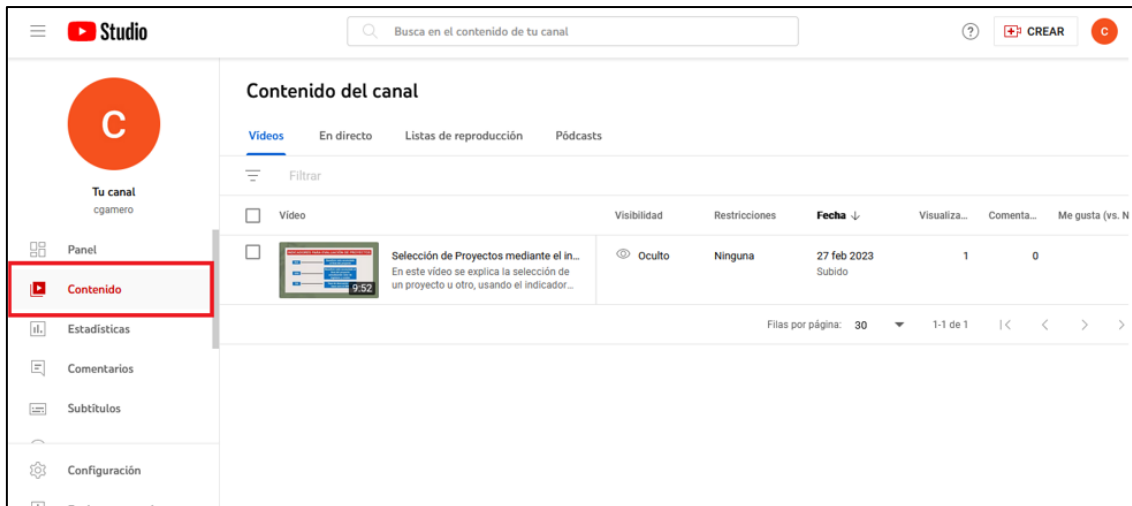 Studio
Busca en el contenido de tu canal
?
CREAR
C
C
Tu canal
cgamero
Panel
Contenido
Estadísticas
Comentarios
Subtítulos
Configuración
Contenido del canal
Vídeos En directo Listas de reproducción Pódcasts
Filtrar
Vídeo Visibilidad Restricciones Fecha ↓ Visualiza... Comenta... Me gusta (vs. N
9:52
Selección de Proyectos mediante el in...
En este vídeo se explica la selección de
un proyecto u otro, usando el indicador...
Oculto Ninguna 27 feb 2023 1 0
Subido
Filas por página: 30 1-1 de 1